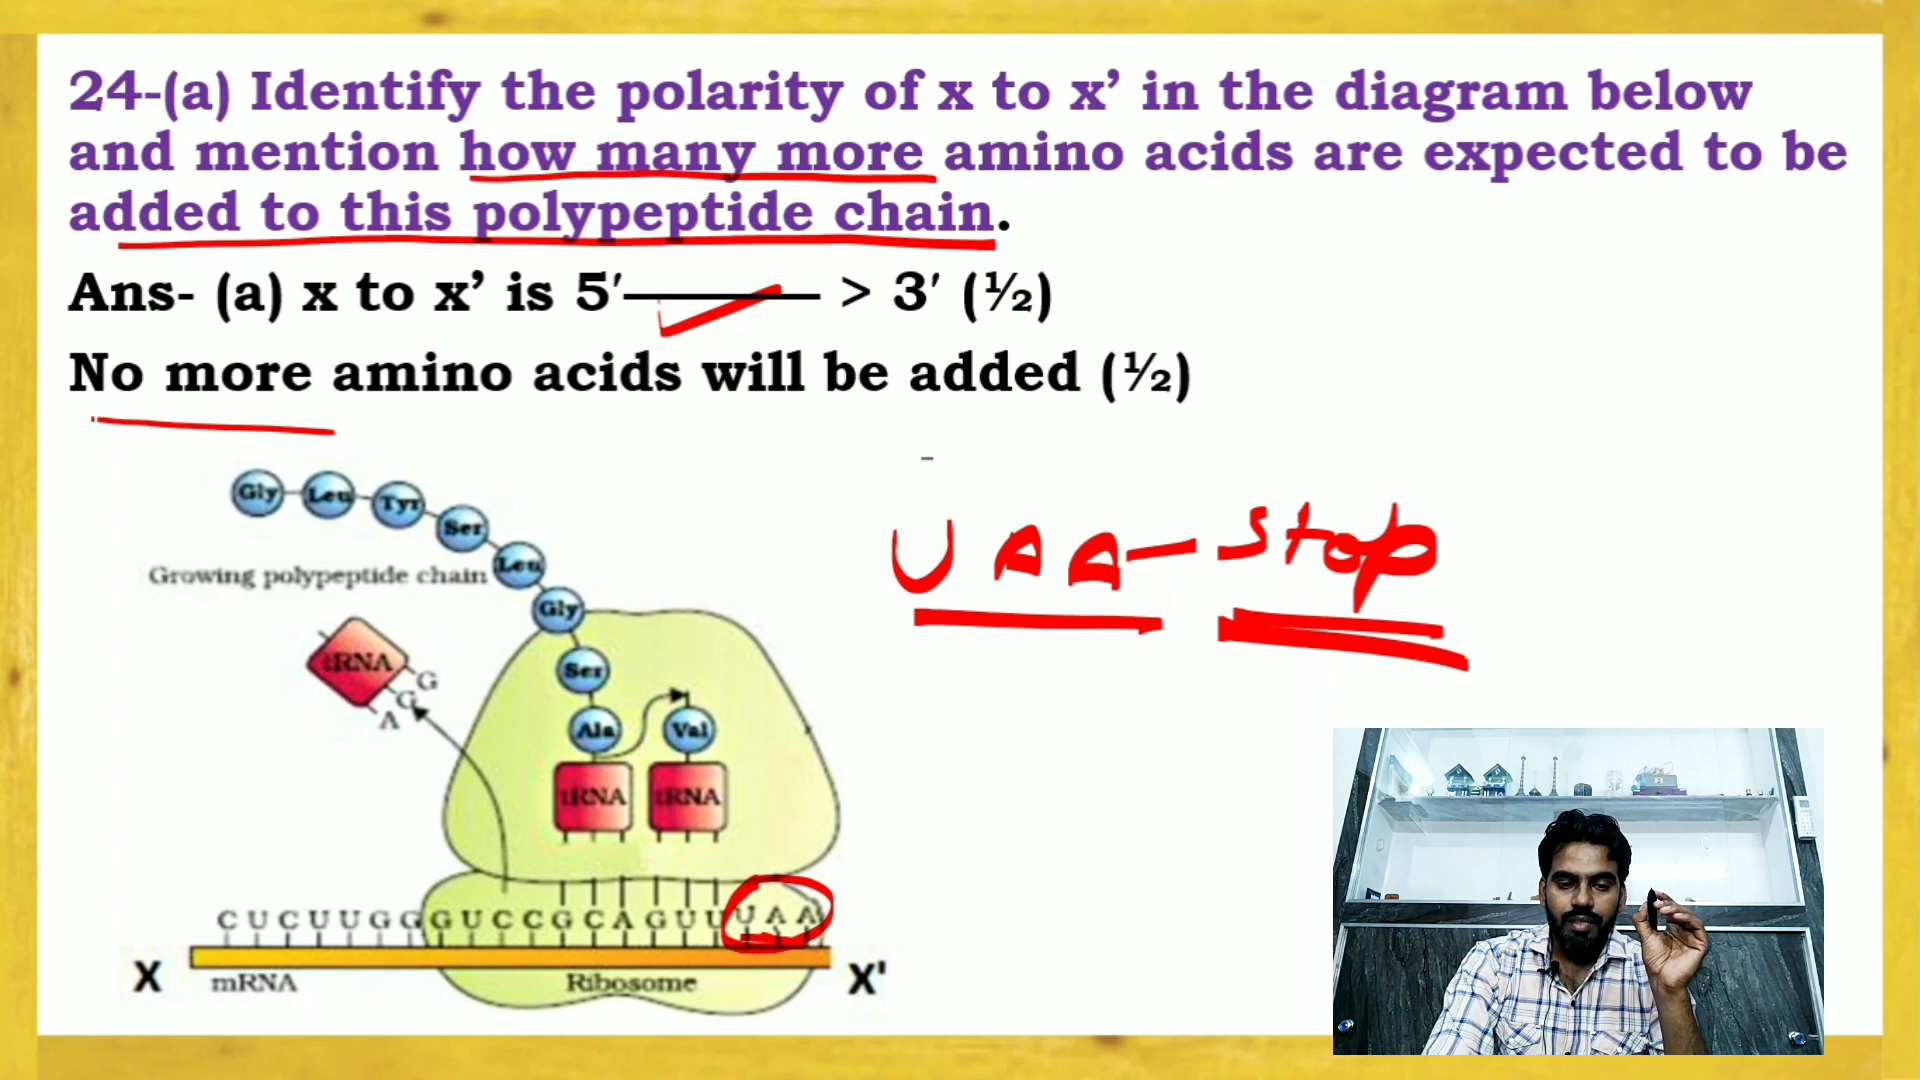 24-(a) Identify the polarity of x to x’ in the diagram below
and mention how many more amino acids are expected to be
added to this polypeptide chain.
Ans- (a) x to x’ is 5′———— > 3′ (½)
No more amino acids will be added (½)
UAA—Stop
Gly Leu Tyr Ser Leu Gly Ser Ala Val
Growing polypeptide chain
tRNA G G A
tRNA tRNA
C U C U U G G G U C C G C A G U U U A A
X mRNA Ribosome X'